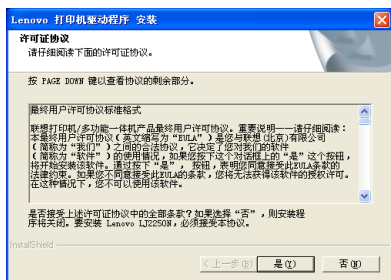 Lenovo 打印机驱动程序 安装
许可证协议
请仔细阅读下面的许可证协议。
按 PAGE DOWN 键以查看协议的剩余部分。
最终用户许可协议标准格式
联想打印机/多功能一体机产品最终用户许可协议。重要说明——请仔细阅读：
本最终用户许可协议（英文缩写为“EULA”）是您与联想(北京)有限公司
（简称为“我们”）之间的合法协议，它决定了您对我们的软件
（简称为“软件”）的使用情况，如果您按下这个对话框上的“是”这个按钮，
将开始安装该软件。通过按下“是”，按钮，表明您同意接受此EULA条款的
法律约束。如果您不同意接受此EULA的条款，您将无法获得该软件的授权许可。
在这种情况下，您不可以使用该软件。
是否接受上述许可证协议中的全部条款？如果选择“否”，则安装程
序将关闭。要安装 Lenovo LJ2250N，必须接受本协议。
InstallShield
< 上一步(B) 是(Y) 否(N)